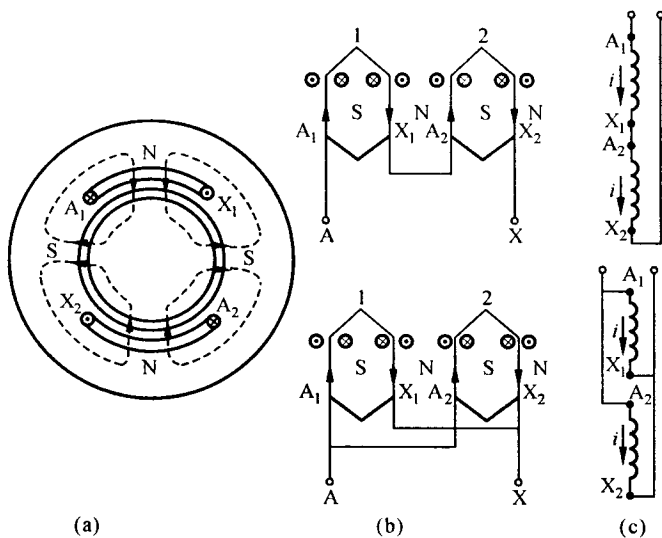 N
A1 X1
S S
X2 A2
N
(a)
1 2
S N S N
A1 X1 A2 X2
A X
1 2
S N S N
A1 X1 A2 X2
A X
(b)
A1
i
X1
A2
i
X2
A1
i
X1
A2
i
X2
(c)